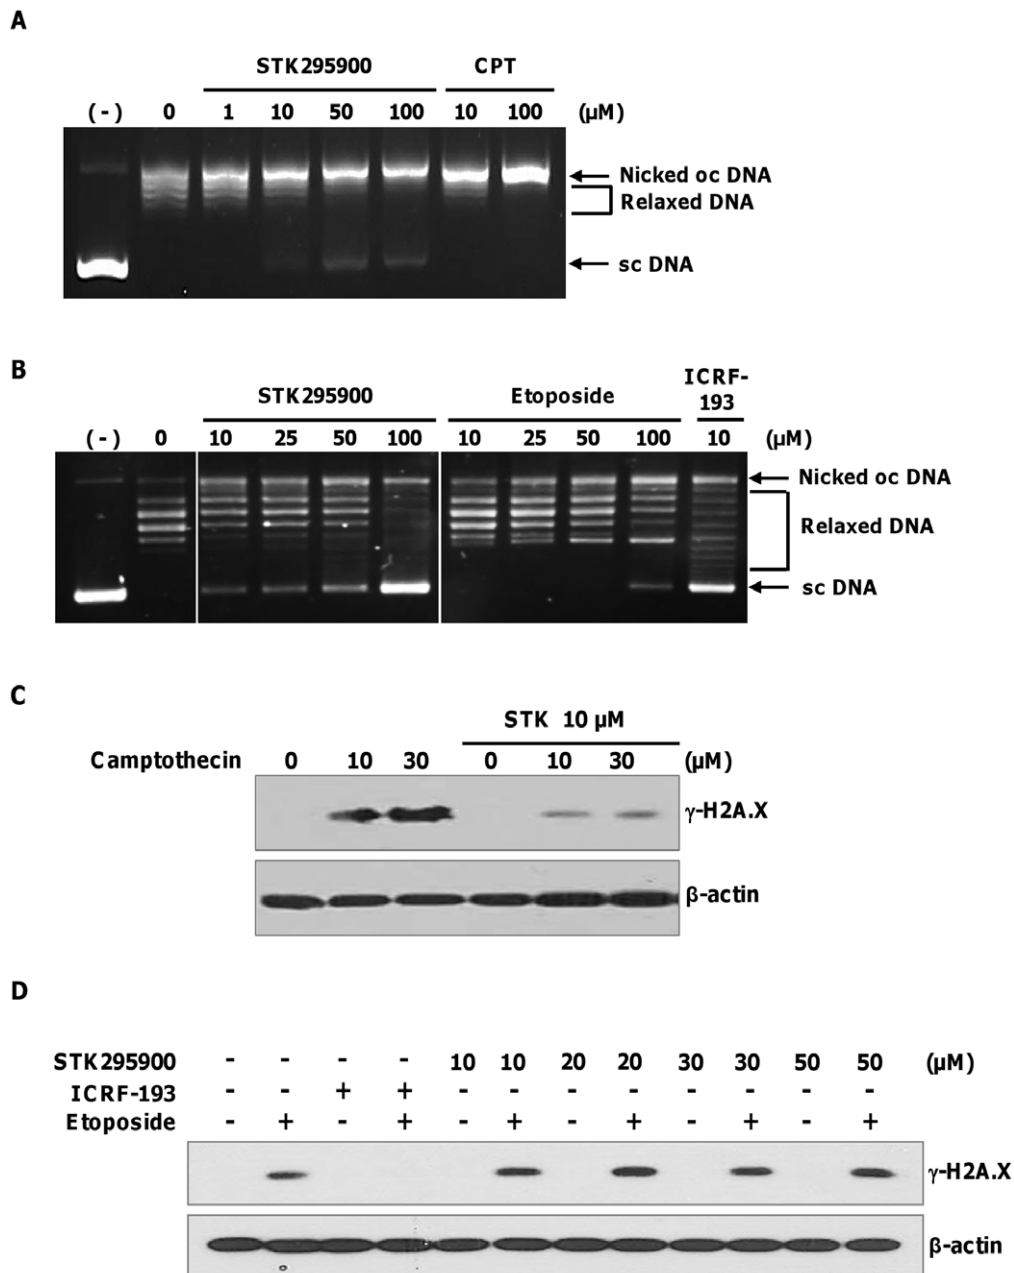 A
STK295900 CPT
(-) 0 1 10 50 100 10 100 (µM)
Nicked oc DNA
Relaxed DNA
sc DNA
B
STK295900 Etoposide ICRF-193
(-) 0 10 25 50 100 10 25 50 100 10 (µM)
Nicked oc DNA
Relaxed DNA
sc DNA
C
STK 10 µM
Camptothecin 0 10 30 0 10 30 (µM)
γ-H2A.X
β-actin
D
STK295900 - - - - 10 10 20 20 30 30 50 50 (µM)
ICRF-193 - - + + - - - - - - - -
Etoposide - + - + - + - + - + - +
γ-H2A.X
β-actin